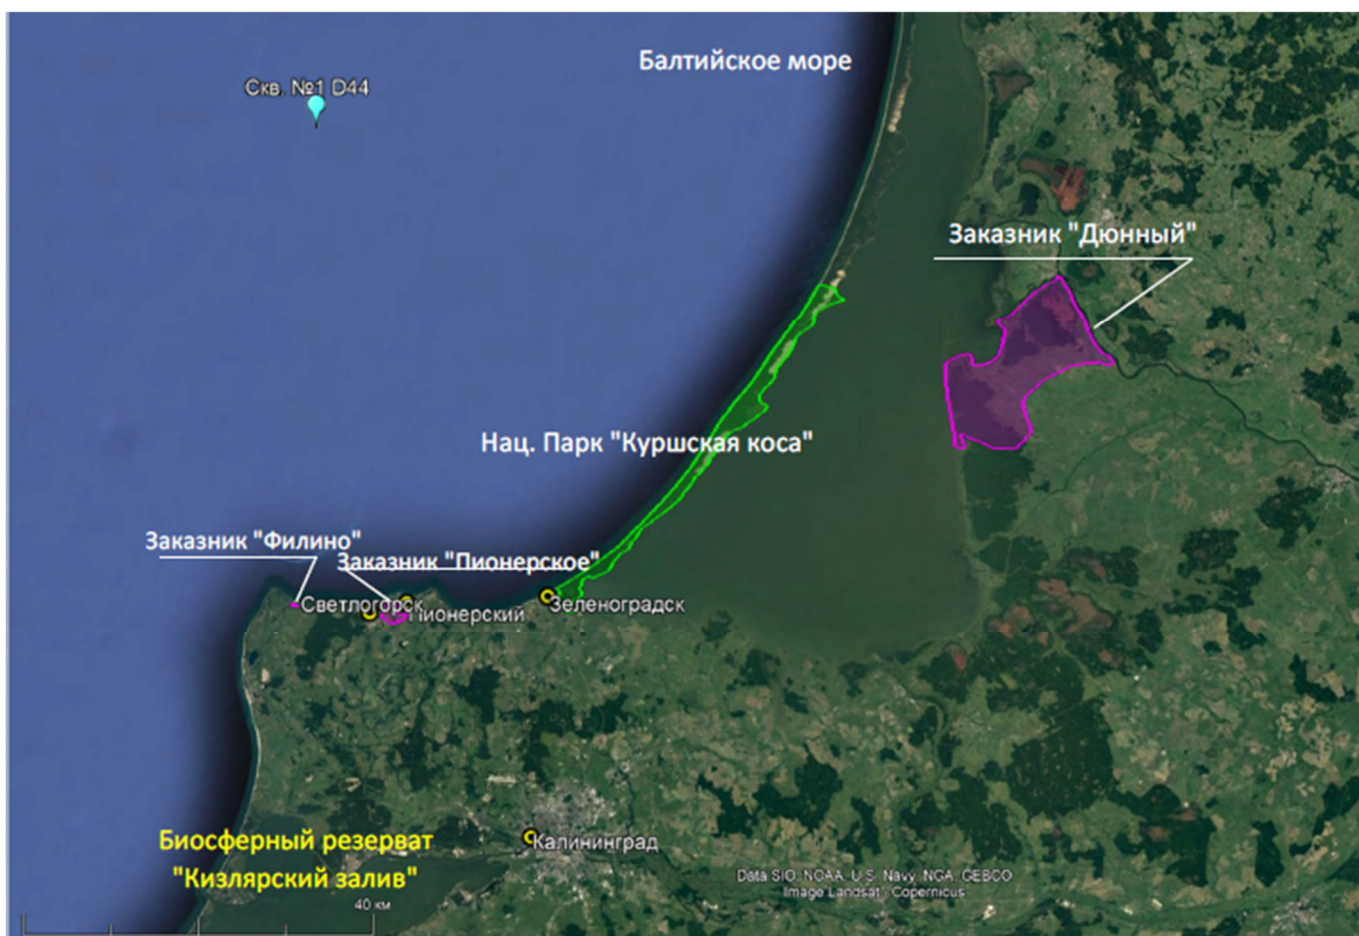 Балтийское море
Скв. №1 D44
Заказник "Дюнный"
Нац. Парк "Куршская коса"
Заказник "Филино"
Заказник "Пионерское"
Светлогорск
Пионерский
Зеленоградск
Калининград
Биосферный резерват
"Кизлярский залив"
Data SIO, NOAA, U.S. Navy, NGA, GEBCO
Image Landsat / Copernicus
40 км